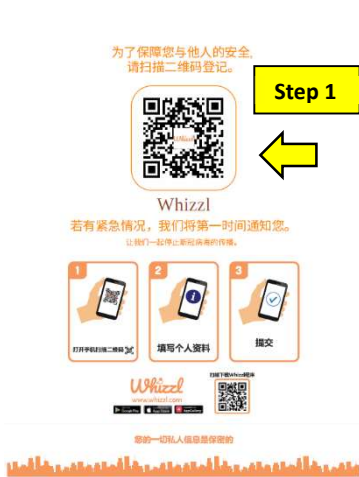 为了保障您与他人的安全,
请扫描二维码登记。
Step 1
Whizzl
Whizzl
若有紧急情况，我们将第一时间通知您。
让我们一起停止新冠病毒的传播。
1
2
3
打开手机扫描二维码
填写个人资料
提交
Whizzl
www.whizzl.com
扫描下载Whizzl程序
Google Play
App Store
AppGallery
您的一切私人信息是保密的